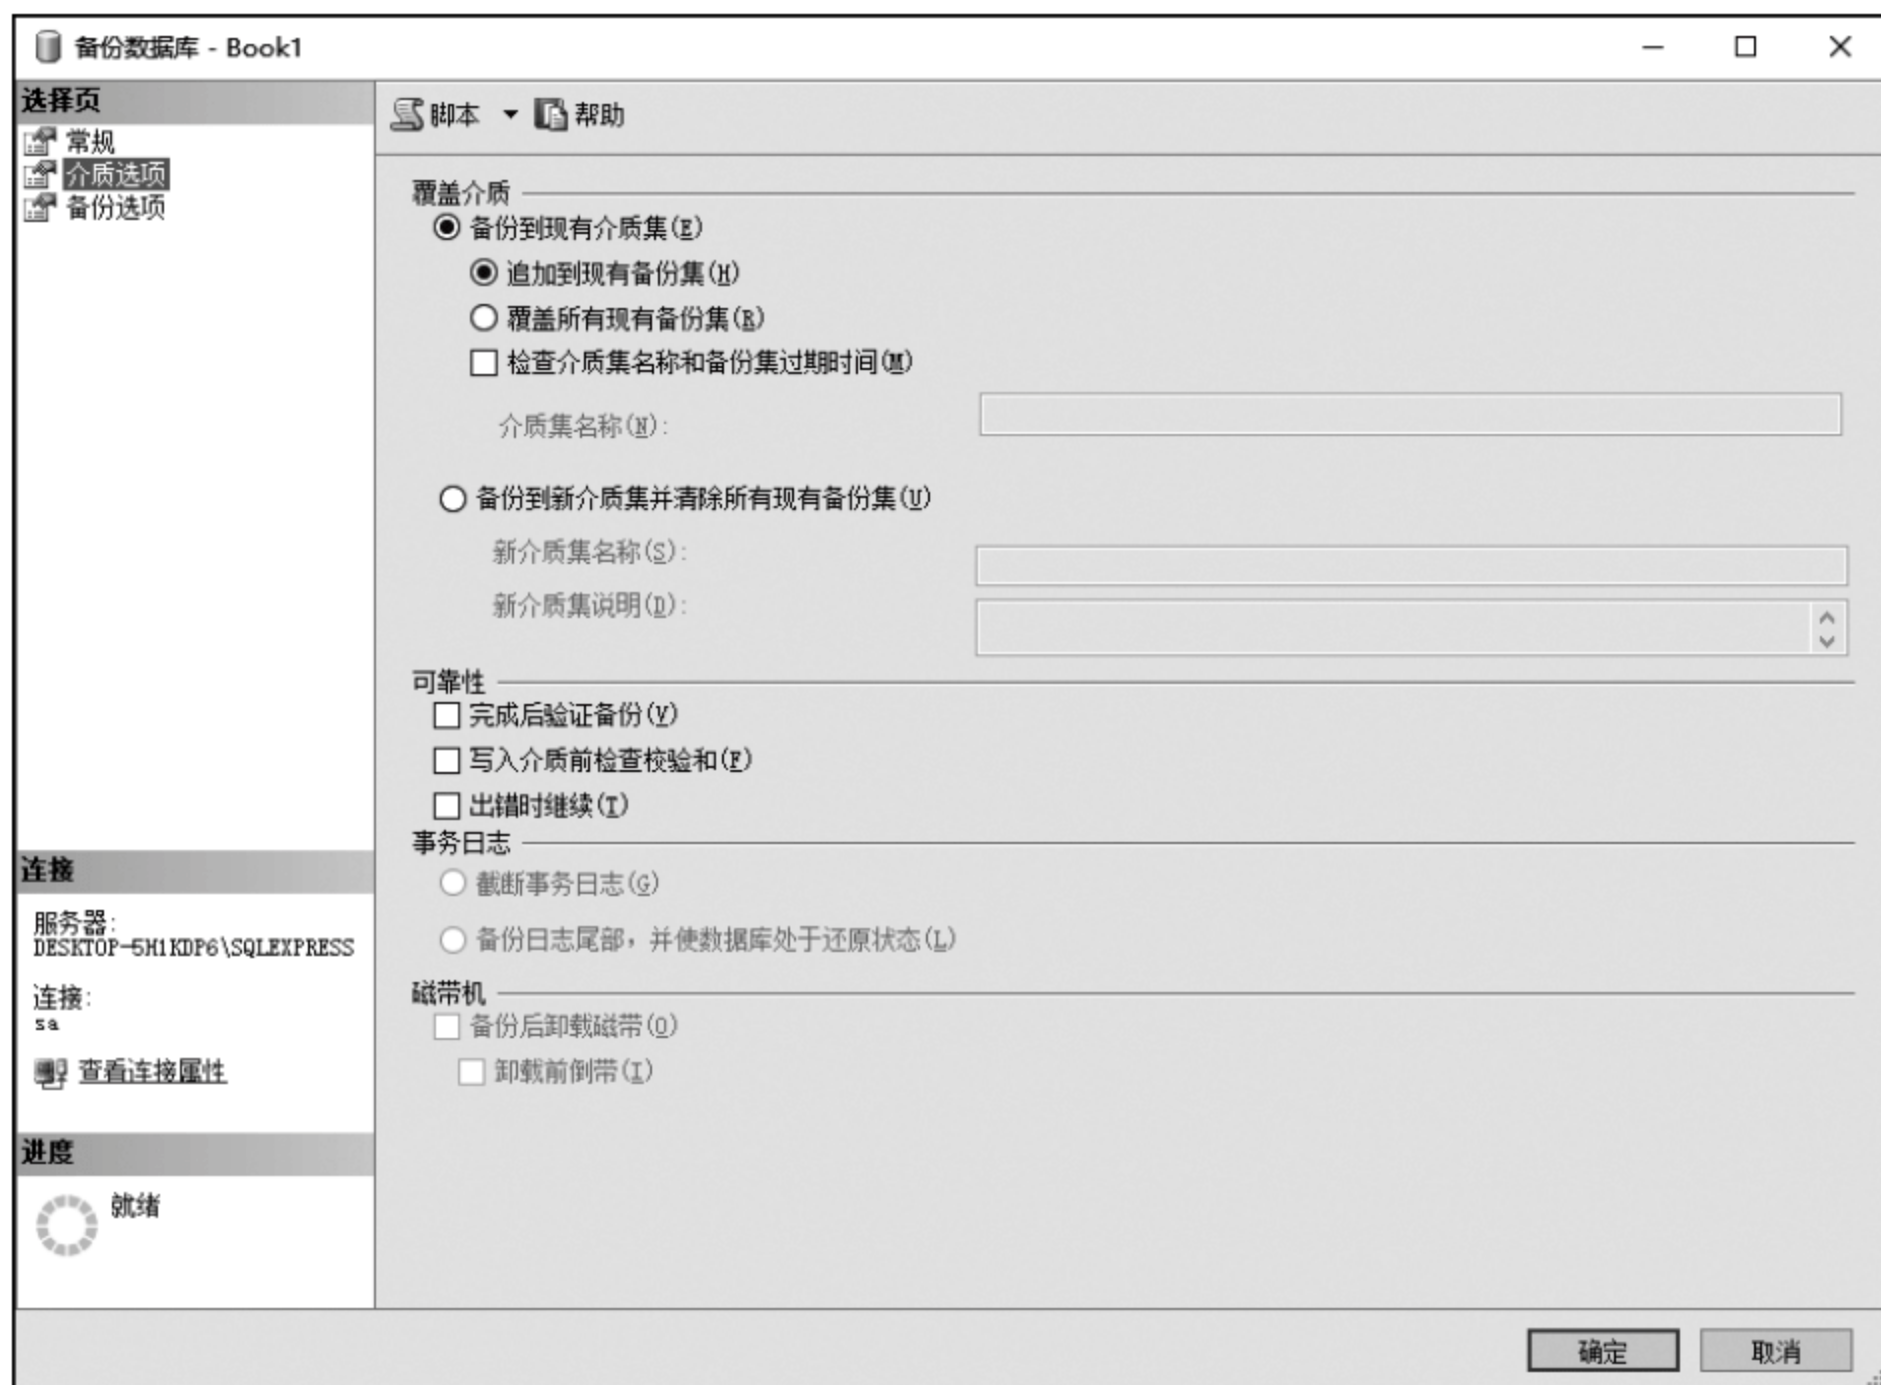 备份数据库 - Book1
选择页
常规
介质选项
备份选项
脚本 帮助
覆盖介质
备份到现有介质集(E)
追加到现有备份集(H)
覆盖所有现有备份集(R)
检查介质集名称和备份集过期时间(M)
介质集名称(N):
备份到新介质集并清除所有现有备份集(U)
新介质集名称(S):
新介质集说明(D):
可靠性
完成后验证备份(V)
写入介质前检查校验和(F)
出错时继续(T)
事务日志
截断事务日志(G)
备份日志尾部，并使数据库处于还原状态(L)
磁带机
备份后卸载磁带(O)
卸载前倒带(I)
连接
服务器:
DESKTOP-5H1KDP6\SQLEXPRESS
连接:
sa
查看连接属性
进度
就绪
确定 取消